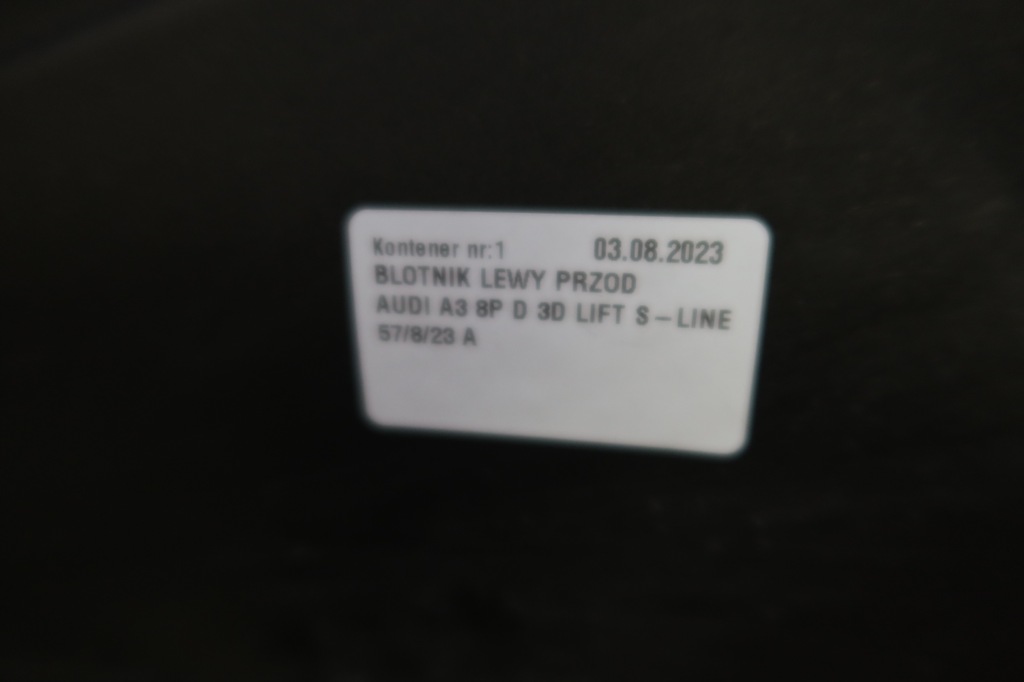 Kontener nr:1 03.08.2023
BLOTNIK LEWY PRZOD
AUDI A3 8P D 3D LIFT S-LINE
57/8/23 A